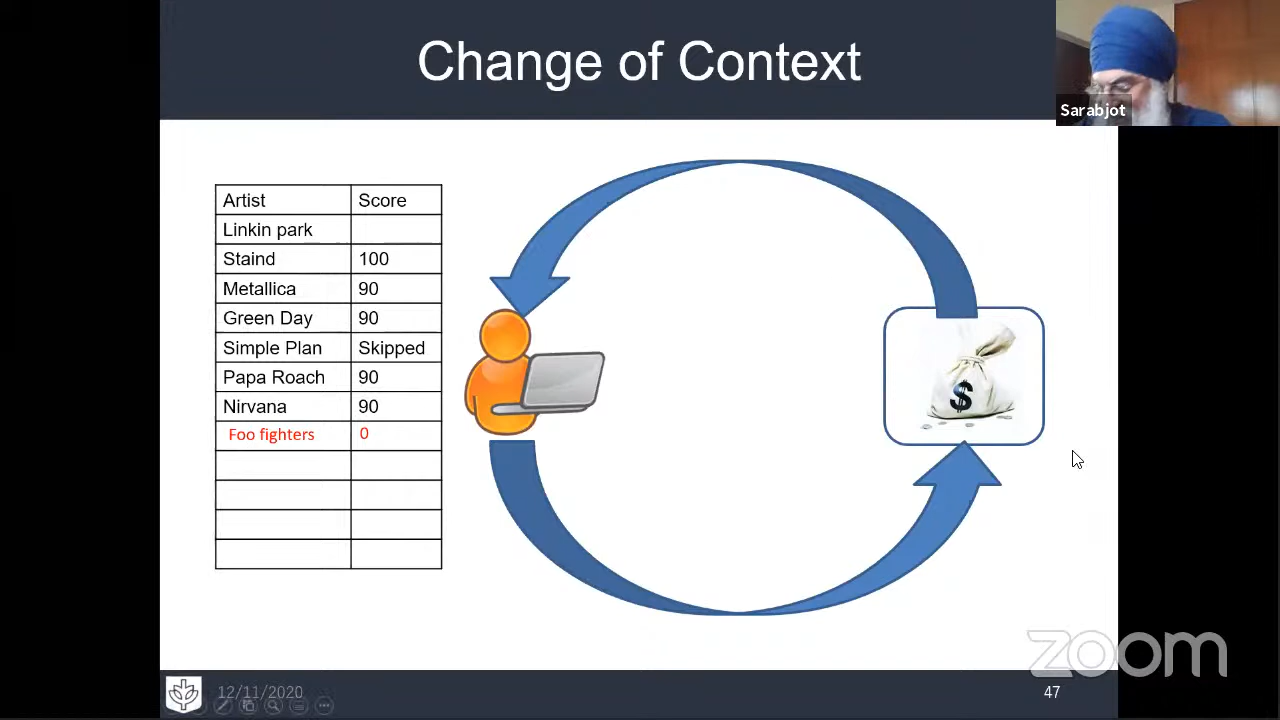 Change of Context
Sarabjot
Artist Score
Linkin park
Staind 100
Metallica 90
Green Day 90
Simple Plan Skipped
Papa Roach 90
Nirvana 90
Foo fighters 0
$
zoom
12/11/2020
47